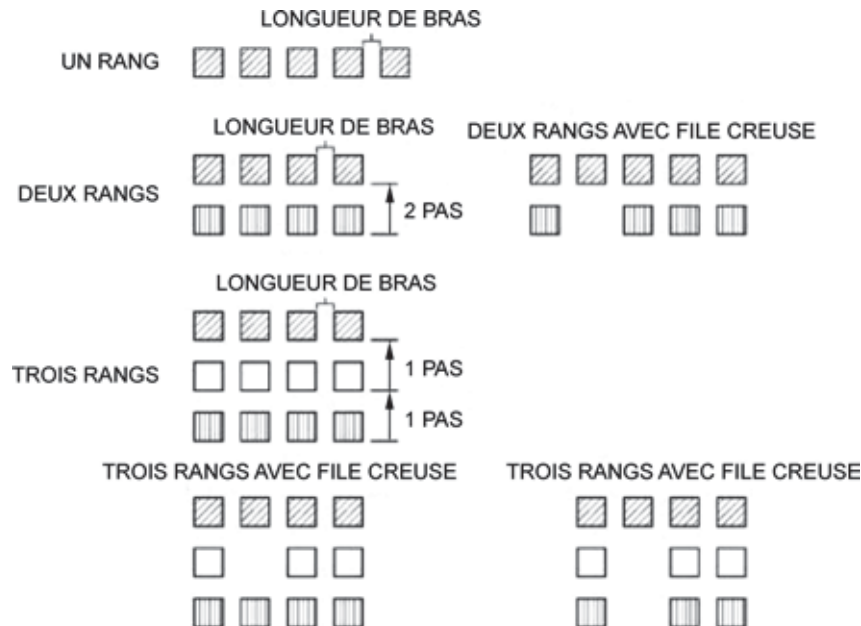 LONGUEUR DE BRAS
UN RANG
LONGUEUR DE BRAS
DEUX RANGS AVEC FILE CREUSE
DEUX RANGS
2 PAS
LONGUEUR DE BRAS
1 PAS
TROIS RANGS
1 PAS
TROIS RANGS AVEC FILE CREUSE
TROIS RANGS AVEC FILE CREUSE